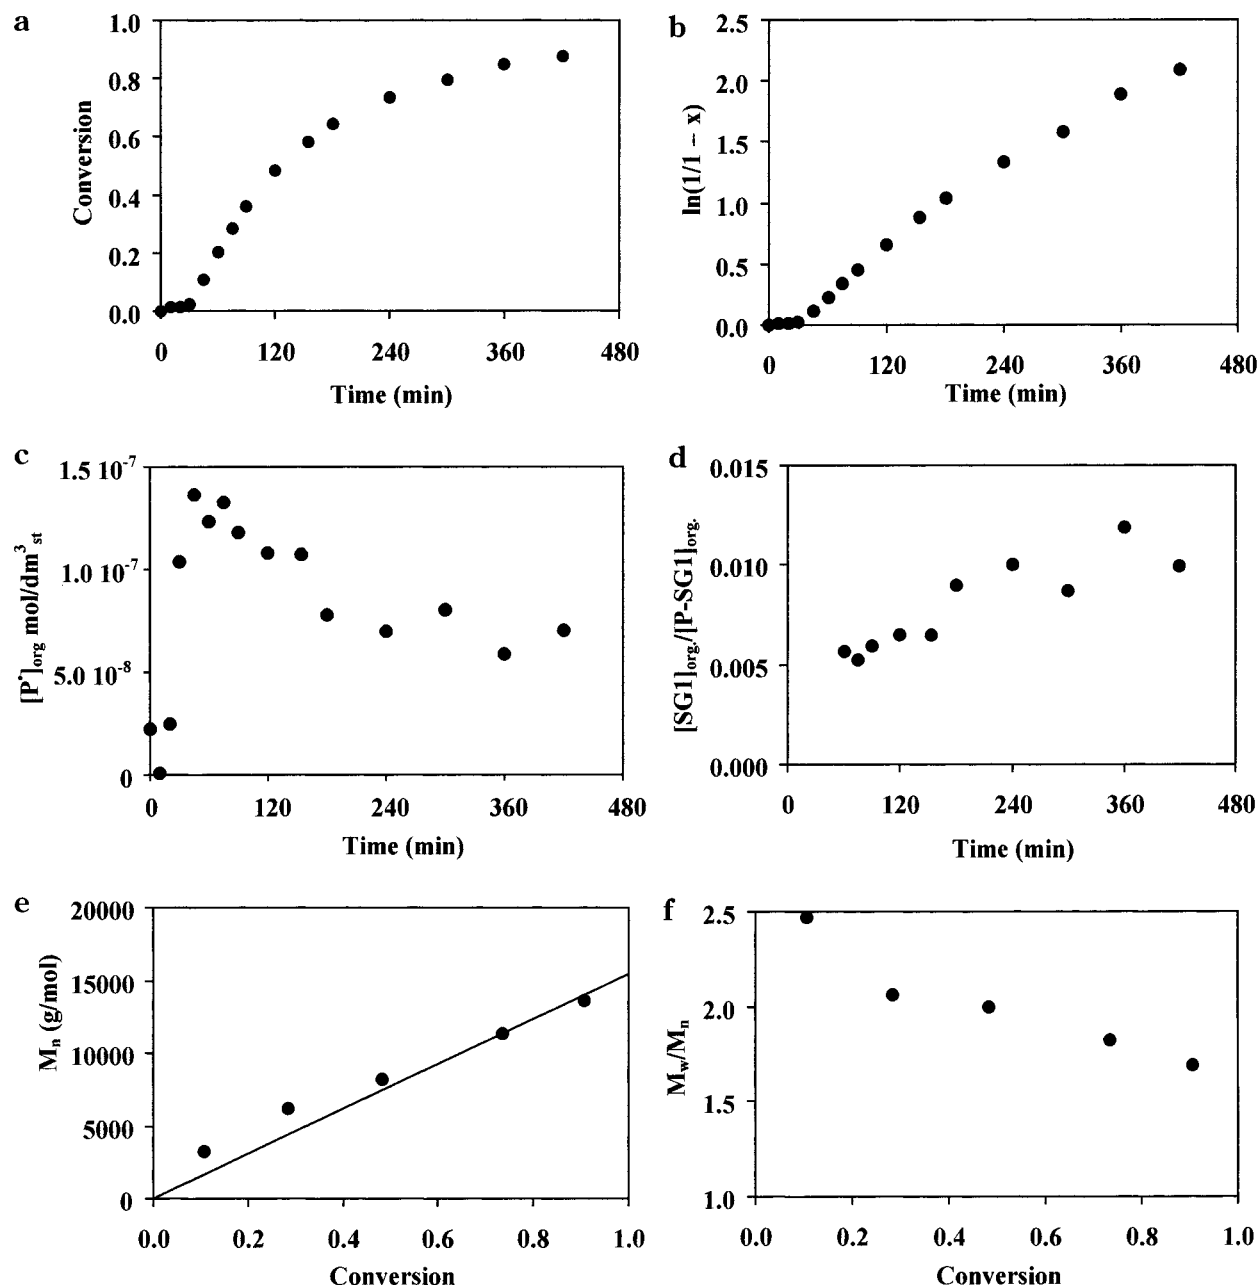 a
1.0
0.8
0.6
0.4
0.2
0.0
Conversion
0 120 240 360 480
Time (min)
b
2.5
2.0
1.5
1.0
0.5
0.0
ln(1/1 – x)
0 120 240 360 480
Time (min)
c
1.5 10⁻⁷
1.0 10⁻⁷
5.0 10⁻⁸
0
[P•]org mol/dm³st
0 120 240 360 480
Time (min)
d
0.015
0.010
0.005
0.000
[SG1]org./[P-SG1]org.
0 120 240 360 480
Time (min)
e
20000
15000
10000
5000
0
Mn (g/mol)
0.0 0.2 0.4 0.6 0.8 1.0
Conversion
f
2.5
2.0
1.5
1.0
Mw/Mn
0.0 0.2 0.4 0.6 0.8 1.0
Conversion